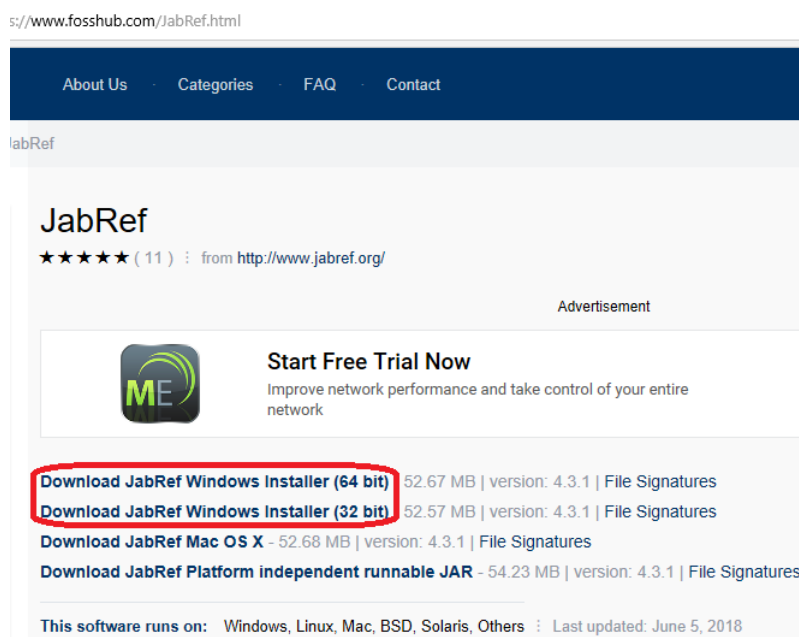 s://www.fosshub.com/JabRef.html
About Us · Categories · FAQ · Contact
JabRef
JabRef
★★★★★ ( 11 ) ⋮ from http://www.jabref.org/
Advertisement
ME
Start Free Trial Now
Improve network performance and take control of your entire
network
Download JabRef Windows Installer (64 bit) 52.67 MB | version: 4.3.1 | File Signatures
Download JabRef Windows Installer (32 bit) 52.57 MB | version: 4.3.1 | File Signatures
Download JabRef Mac OS X - 52.68 MB | version: 4.3.1 | File Signatures
Download JabRef Platform independent runnable JAR - 54.23 MB | version: 4.3.1 | File Signatures
This software runs on: Windows, Linux, Mac, BSD, Solaris, Others ⋮ Last updated: June 5, 2018